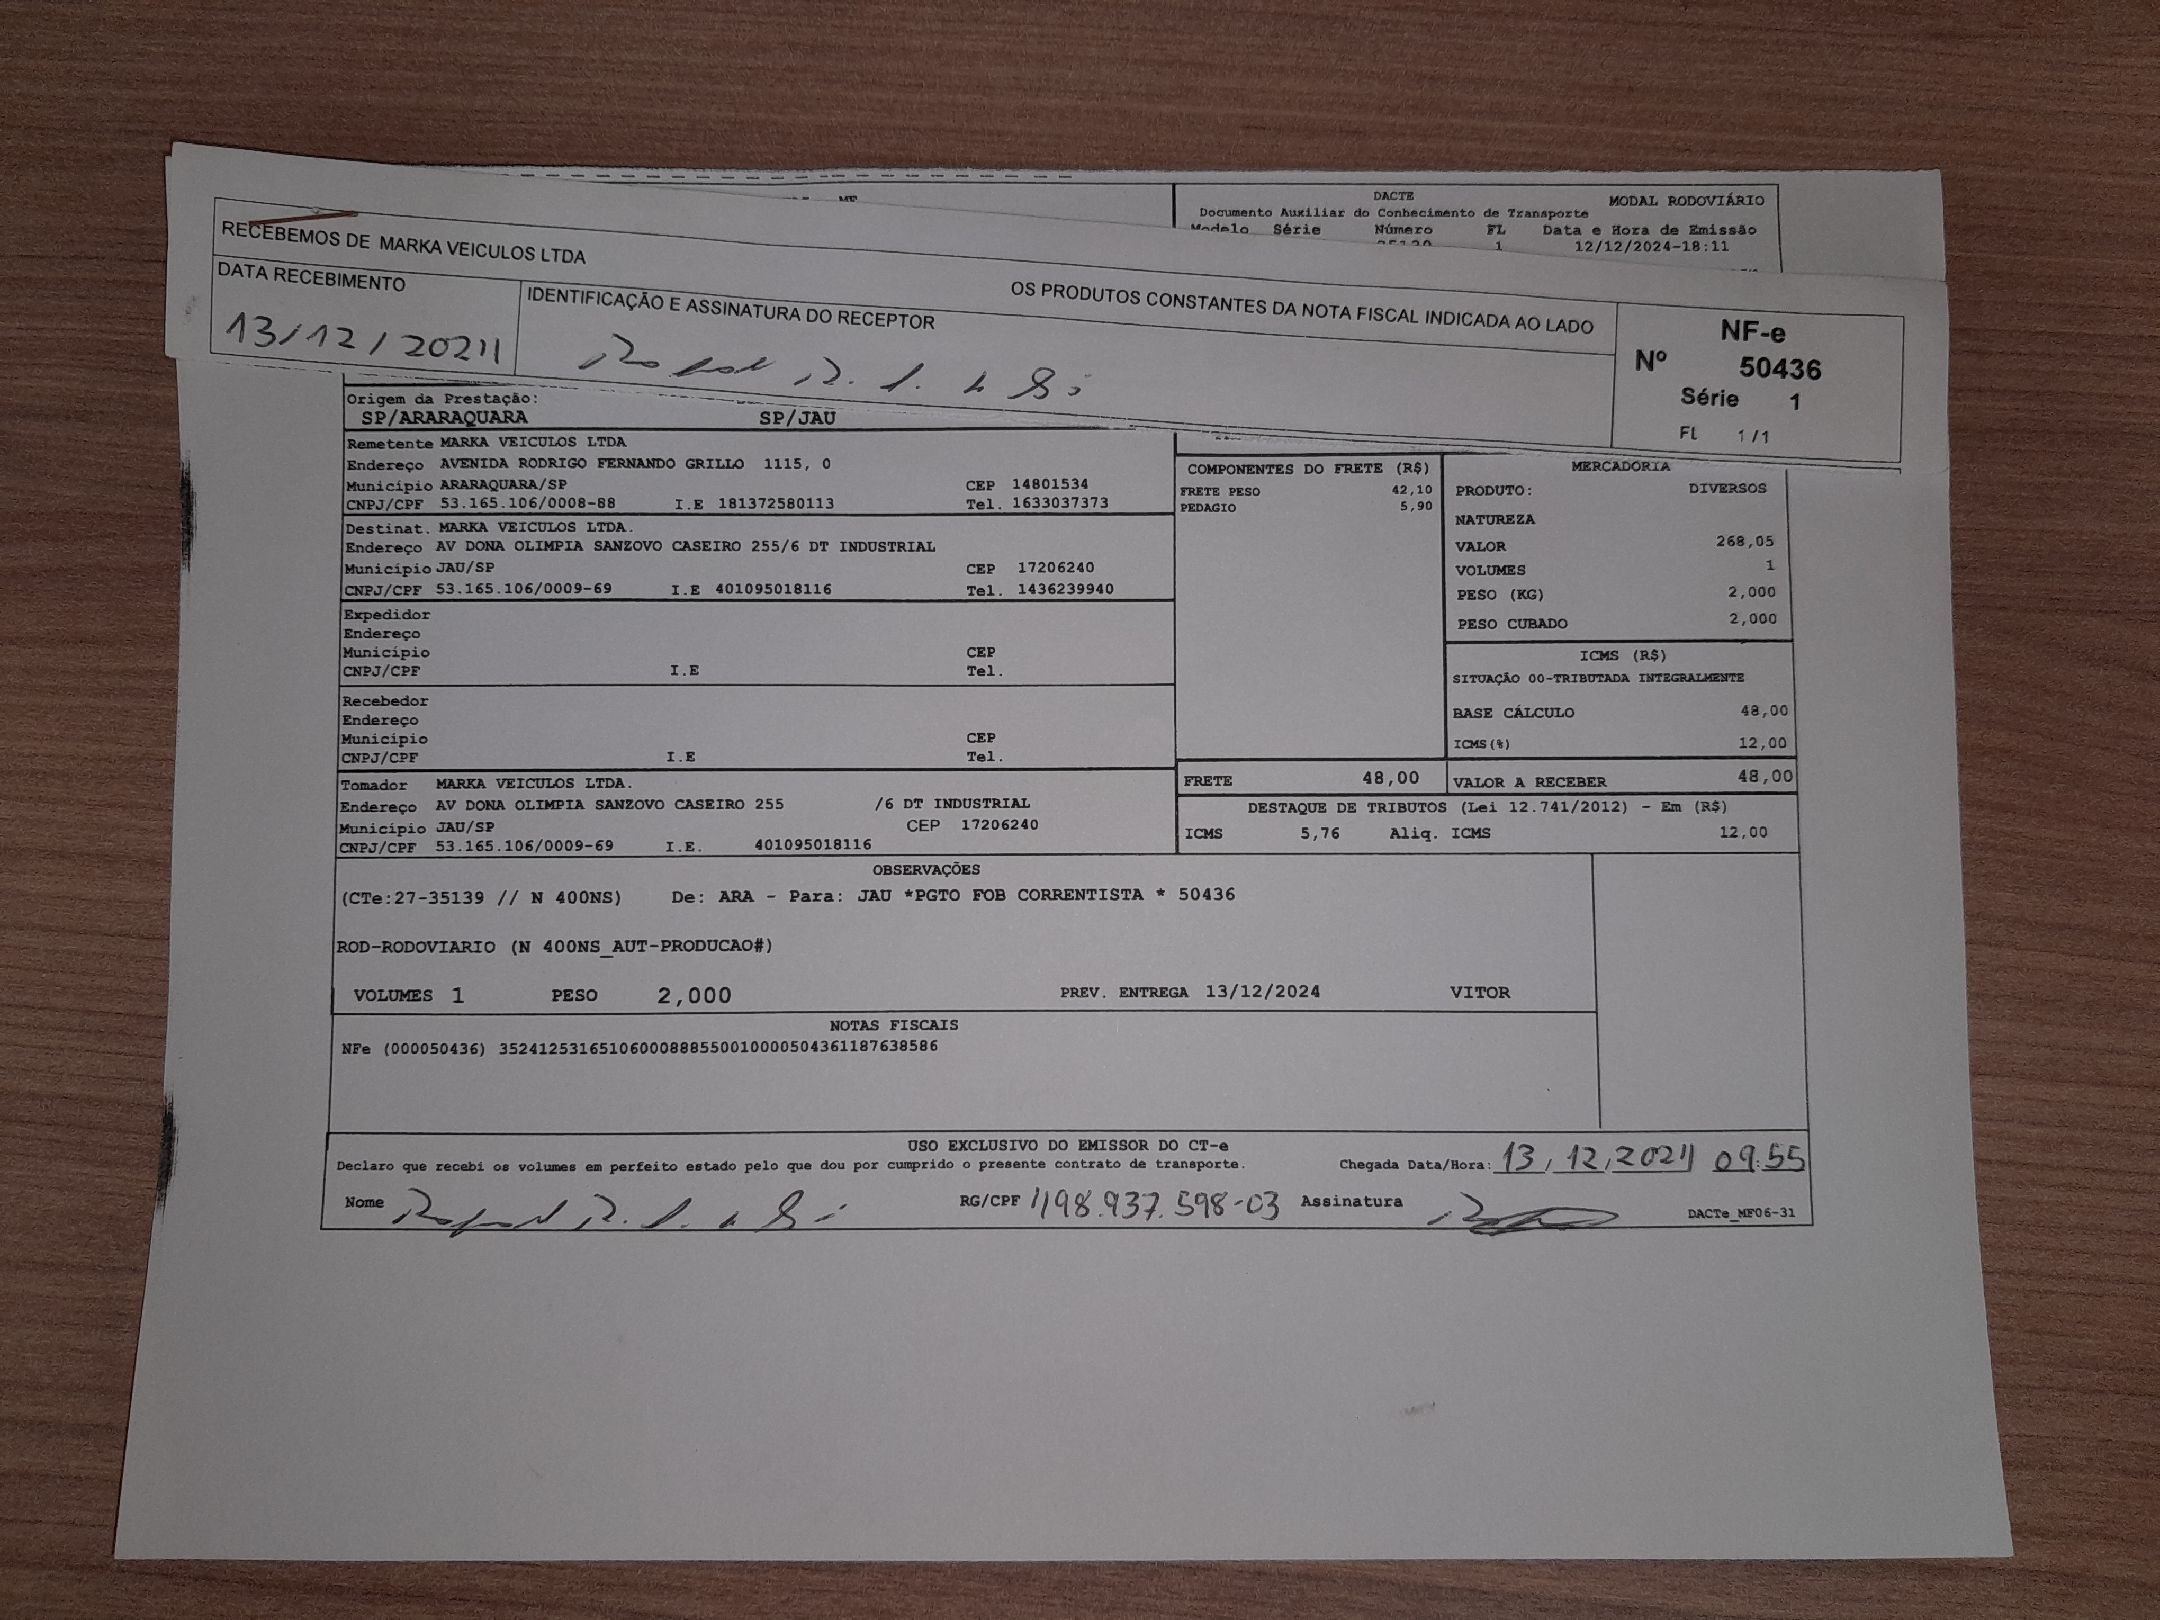 DACTE
MODAL RODOVIÁRIO
Documento Auxiliar do Conhecimento de Transporte
Modelo Série Número FL Data e Hora de Emissão
1 12/12/2024-18:11
RECEBEMOS DE MARKA VEICULOS LTDA
OS PRODUTOS CONSTANTES DA NOTA FISCAL INDICADA AO LADO
DATA RECEBIMENTO
13/12/2024
IDENTIFICAÇÃO E ASSINATURA DO RECEPTOR
NF-e
Nº 50436
Série 1
FL 1/1
Origem da Prestação:
SP/ARARAQUARA SP/JAU
Remetente MARKA VEICULOS LTDA
Endereço AVENIDA RODRIGO FERNANDO GRILLO 1115, 0
Município ARARAQUARA/SP CEP 14801534
CNPJ/CPF 53.165.106/0008-88 I.E 181372580113 Tel. 1633037373
Destinat. MARKA VEICULOS LTDA.
Endereço AV DONA OLIMPIA SANZOVO CASEIRO 255/6 DT INDUSTRIAL
Município JAU/SP CEP 17206240
CNPJ/CPF 53.165.106/0009-69 I.E 401095018116 Tel. 1436239940
Expedidor
Endereço
Município CEP
CNPJ/CPF I.E Tel.
Recebedor
Endereço
Município CEP
CNPJ/CPF I.E Tel.
Tomador MARKA VEICULOS LTDA.
Endereço AV DONA OLIMPIA SANZOVO CASEIRO 255 /6 DT INDUSTRIAL
Município JAU/SP CEP 17206240
CNPJ/CPF 53.165.106/0009-69 I.E. 401095018116
COMPONENTES DO FRETE (R$)
FRETE PESO 42,10
PEDAGIO 5,90
MERCADORIA
PRODUTO: DIVERSOS
NATUREZA
VALOR 268,05
VOLUMES 1
PESO (KG) 2,000
PESO CUBADO 2,000
ICMS (R$)
SITUAÇÃO 00-TRIBUTADA INTEGRALMENTE
BASE CÁLCULO 48,00
ICMS(%) 12,00
FRETE 48,00 VALOR A RECEBER 48,00
DESTAQUE DE TRIBUTOS (Lei 12.741/2012) - Em (R$)
ICMS 5,76 Aliq. ICMS 12,00
OBSERVAÇÕES
(CTe:27-35139 // N 400NS) De: ARA - Para: JAU *PGTO FOB CORRENTISTA * 50436
ROD-RODOVIARIO (N 400NS_AUT-PRODUCAO#)
VOLUMES 1 PESO 2,000 PREV. ENTREGA 13/12/2024 VITOR
NOTAS FISCAIS
NFe (000050436) 35241253165106000888550010000504361187638586
USO EXCLUSIVO DO EMISSOR DO CT-e
Declaro que recebi os volumes em perfeito estado pelo que dou por cumprido o presente contrato de transporte. Chegada Data/Hora: 13/12/2024 09:55
Nome RG/CPF 498.937.598-03 Assinatura
DACTe_MF06-31